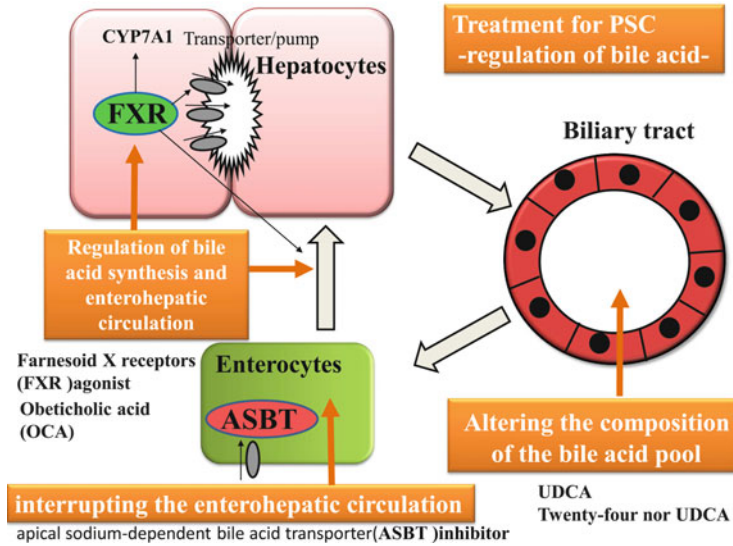 Treatment for PSC
-regulation of bile acid-
CYP7A1
Transporter/pump
Hepatocytes
FXR
Biliary tract
Regulation of bile
acid synthesis and
enterohepatic
circulation
Farnesoid X receptors
(FXR )agonist
Obeticholic acid
(OCA)
Enterocytes
ASBT
Altering the composition
of the bile acid pool
UDCA
Twenty-four nor UDCA
interrupting the enterohepatic circulation
apical sodium-dependent bile acid transporter(ASBT )inhibitor